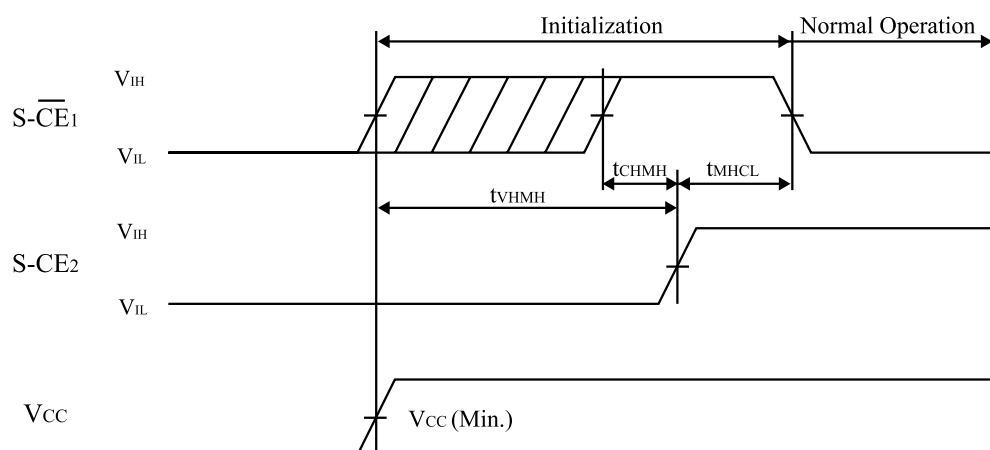 Initialization
Normal Operation
VIH
S-CE1
VIL
tCHMH
tMHCL
tVHMH
VIH
S-CE2
VIL
VCC
VCC (Min.)